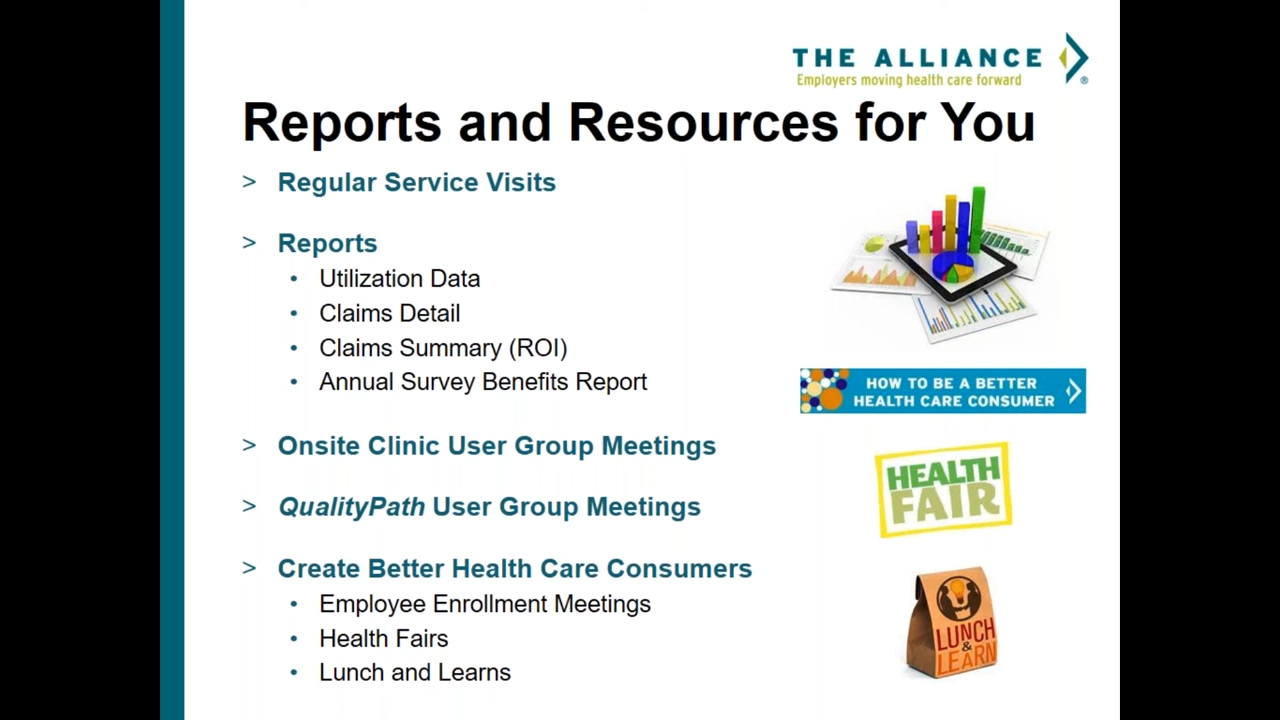 THE ALLIANCE
Employers moving health care forward
®
Reports and Resources for You
> Regular Service Visits
> Reports
• Utilization Data
• Claims Detail
• Claims Summary (ROI)
• Annual Survey Benefits Report
> Onsite Clinic User Group Meetings
> QualityPath User Group Meetings
> Create Better Health Care Consumers
• Employee Enrollment Meetings
• Health Fairs
• Lunch and Learns
HOW TO BE A BETTER
HEALTH CARE CONSUMER
HEALTH
FAIR
LUNCH
&
LEARN